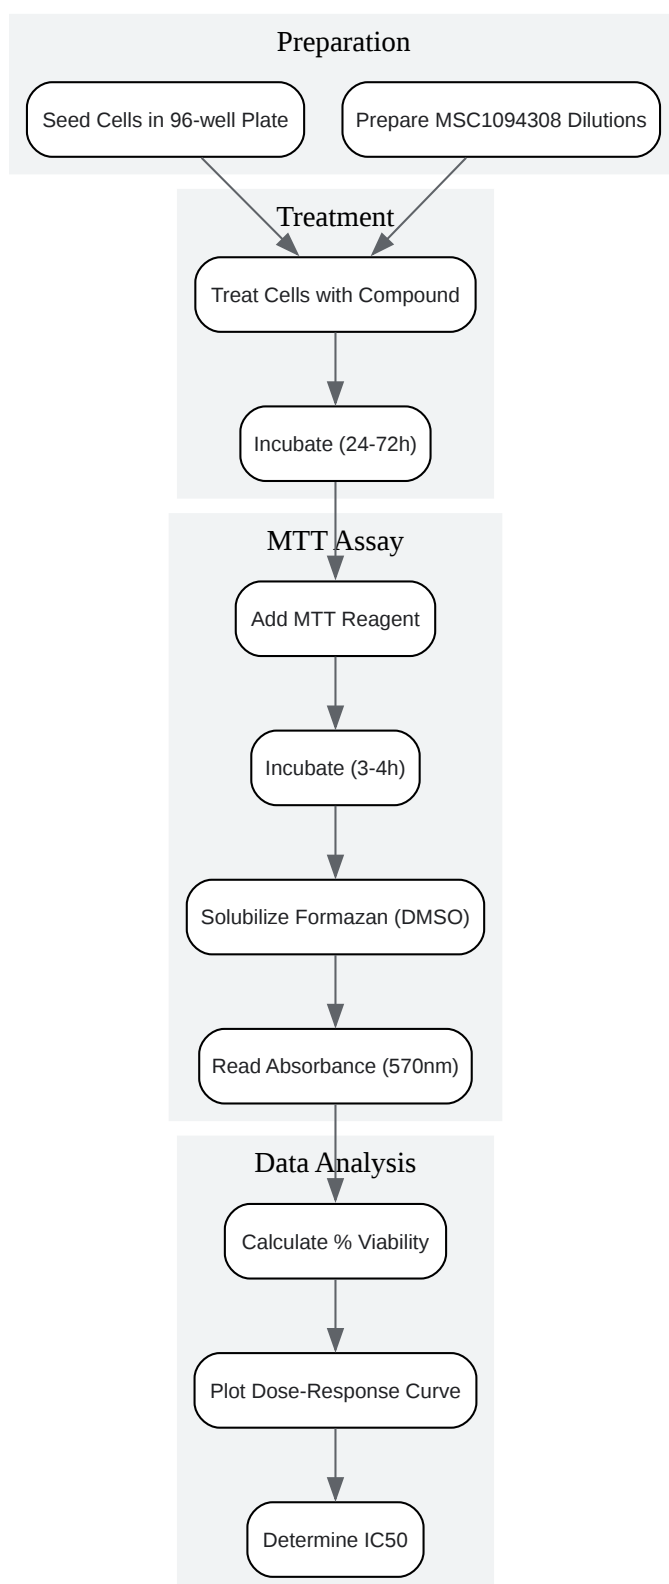 Preparation
Seed Cells in 96-well Plate
Prepare MSC1094308 Dilutions
Treatment
Treat Cells with Compound
Incubate (24-72h)
MTT Assay
Add MTT Reagent
Incubate (3-4h)
Solubilize Formazan (DMSO)
Read Absorbance (570nm)
Data Analysis
Calculate % Viability
Plot Dose-Response Curve
Determine IC50